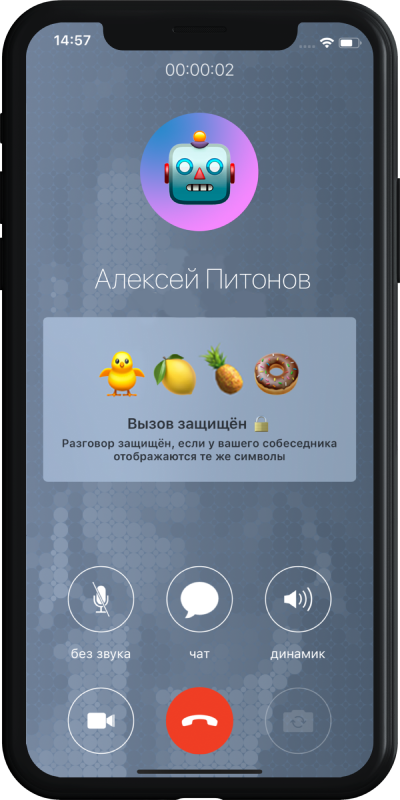 14:57
00:00:02
Алексей Питонов
Вызов защищён 🔒
Разговор защищён, если у вашего собеседника
отображаются те же символы
без звука
чат
динамик